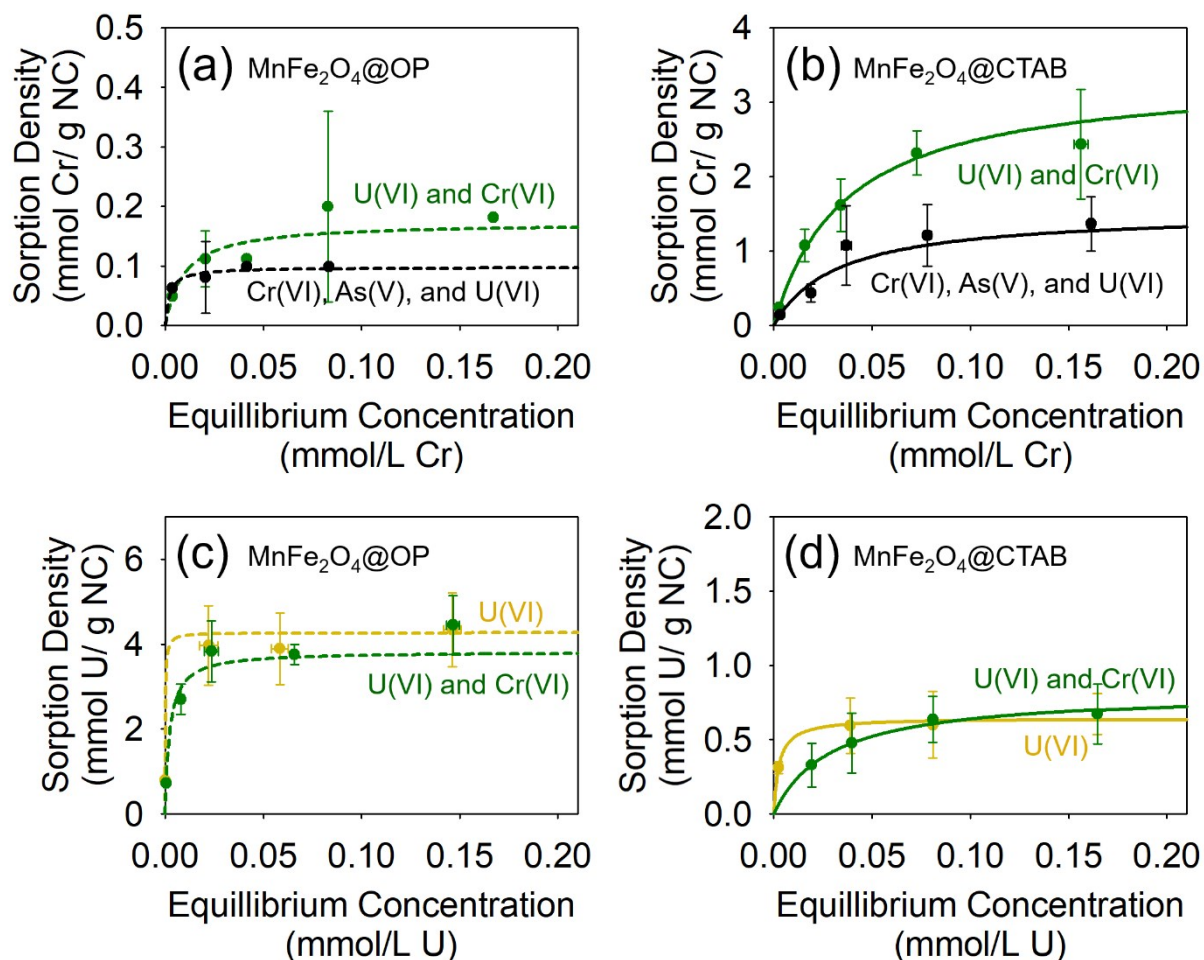 (a) MnFe₂O₄@OP
Sorption Density
(mmol Cr/ g NC)
0.5
0.4
0.3
0.2
0.1
0.0
U(VI) and Cr(VI)
Cr(VI), As(V), and U(VI)
0.00 0.05 0.10 0.15 0.20
Equillibrium Concentration
(mmol/L Cr)
(b) MnFe₂O₄@CTAB
Sorption Density
(mmol Cr/ g NC)
4
3
2
1
0
U(VI) and Cr(VI)
Cr(VI), As(V), and U(VI)
0.00 0.05 0.10 0.15 0.20
Equillibrium Concentration
(mmol/L Cr)
(c) MnFe₂O₄@OP
Sorption Density
(mmol U/ g NC)
6
4
2
0
U(VI)
U(VI) and Cr(VI)
0.00 0.05 0.10 0.15 0.20
Equillibrium Concentration
(mmol/L U)
(d) MnFe₂O₄@CTAB
Sorption Density
(mmol U/ g NC)
2.0
1.5
1.0
0.5
0.0
U(VI) and Cr(VI)
U(VI)
0.00 0.05 0.10 0.15 0.20
Equillibrium Concentration
(mmol/L U)